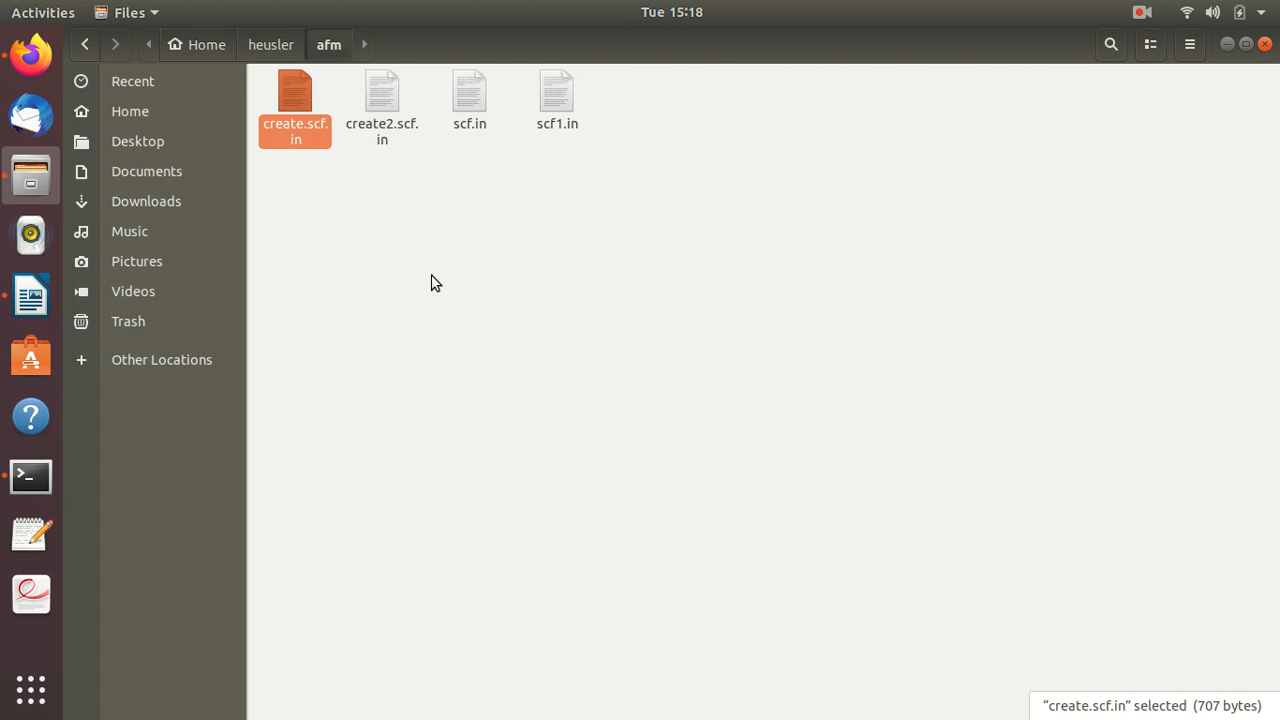 Activities Files Tue 15:18
Home heusler afm
Recent
Home
Desktop
Documents
Downloads
Music
Pictures
Videos
Trash
Other Locations
create.scf.
in
create2.scf.
in
scf.in
scf1.in
“create.scf.in” selected (707 bytes)